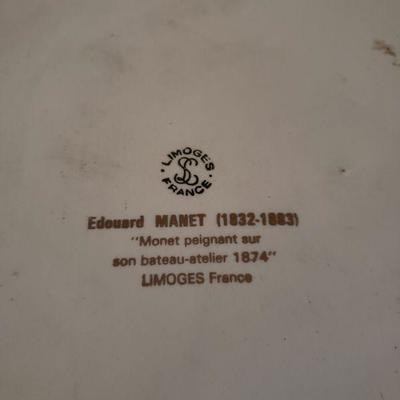 LIMOGES
FRANCE
Edouard MANET (1832-1883)
"Monet peignant sur
son bateau-atelier 1874"
LIMOGES France